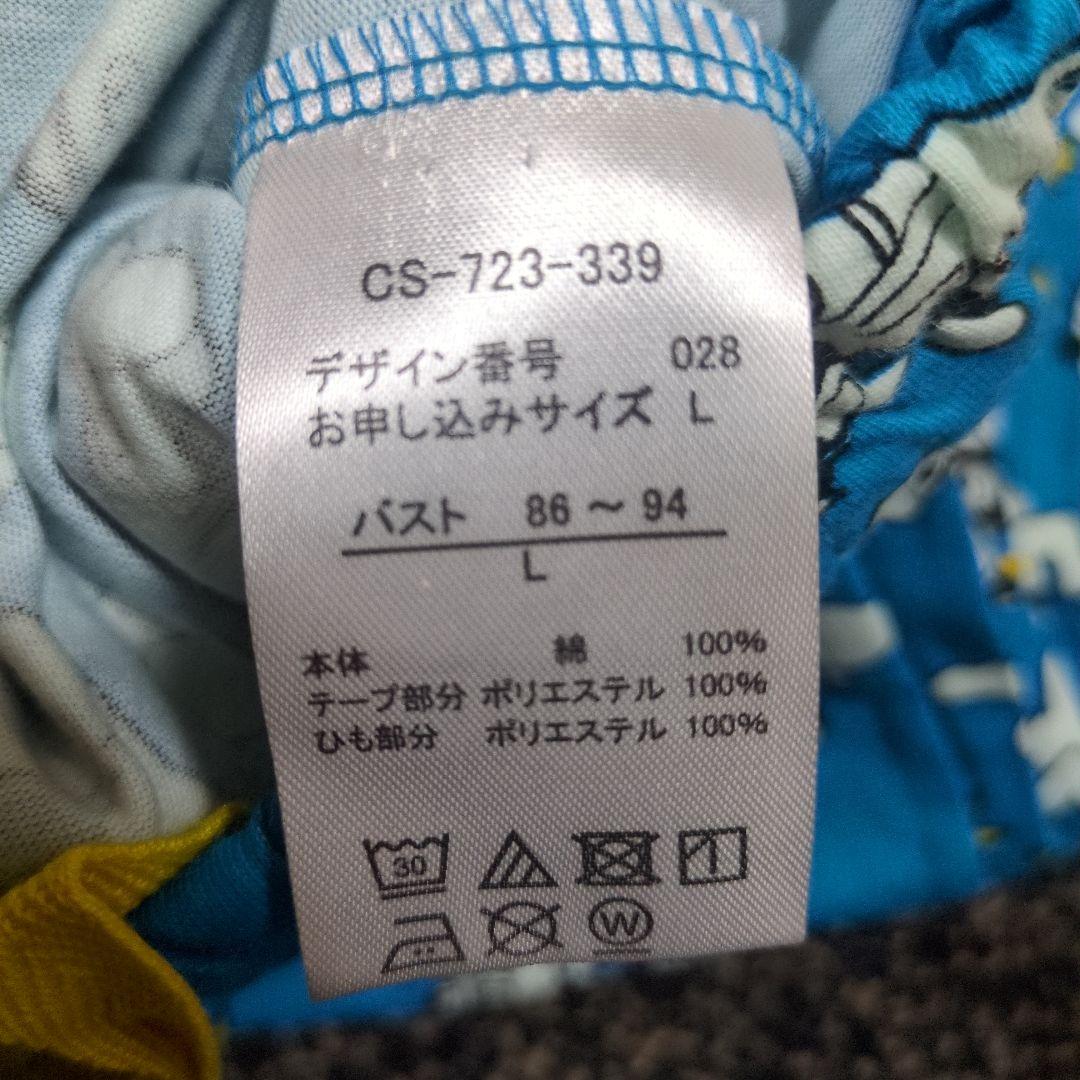 CS-723-339
デザイン番号 028
お申し込みサイズ L
バスト 86～94
L
本体 綿 100%
テープ部分 ポリエステル 100%
ひも部分 ポリエステル 100%
30
W